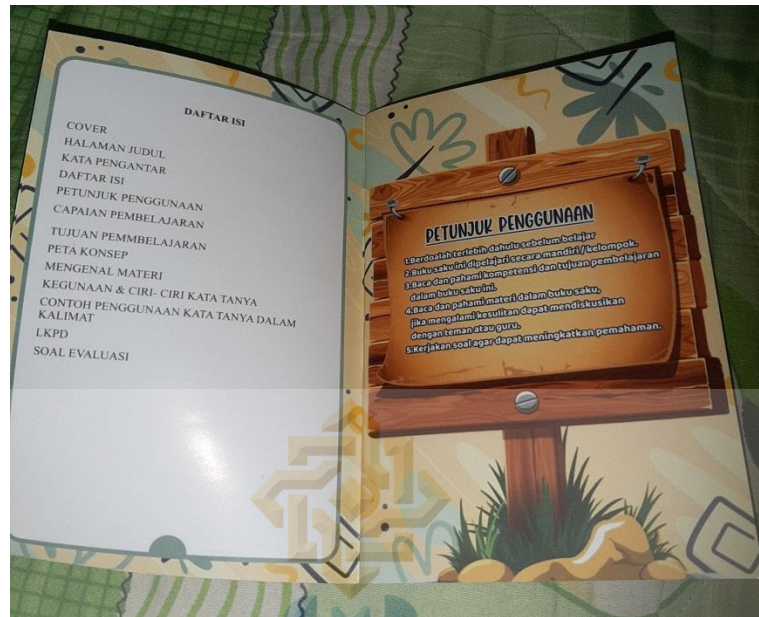 DAFTAR ISI
COVER
HALAMAN JUDUL
KATA PENGANTAR
DAFTAR ISI
PETUNJUK PENGGUNAAN
CAPAIAN PEMBELAJARAN
TUJUAN PEMMBELAJARAN
PETA KONSEP
MENGENAL MATERI
KEGUNAAN & CIRI- CIRI KATA TANYA
CONTOH PENGGUNAAN KATA TANYA DALAM
KALIMAT
LKPD
SOAL EVALUASI
PETUNJUK PENGGUNAAN
1.Berdoalah terlebih dahulu sebelum belajar
2.Buku saku ini dipelajari secara mandiri / kelompok.
3.Baca dan pahami kompetensi dan tujuan pembelajaran
dalam buku saku ini.
4.Baca dan pahami materi dalam buku saku,
jika mengalami kesulitan dapat mendiskusikan
dengan teman atau guru.
5.Kerjakan soal agar dapat meningkatkan pemahaman.